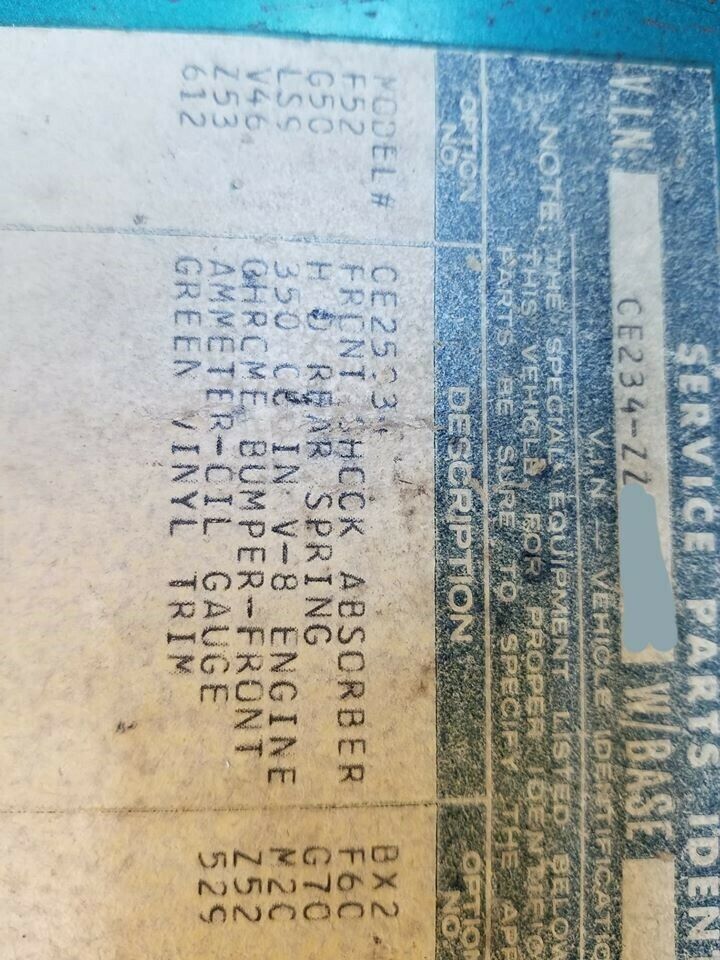 SERVICE PARTS IDEN
V.I.N. CE234-Z2 W/BASE
V.I.N. — VEHICLE IDENTIFICATIO
NOTE: THE SPECIAL EQUIPMENT LISTED BELOW
THIS VEHICLE. FOR PROPER IDENTIFIC
PARTS BE SURE TO SPECIFY THE APP
OPTION NO. DESCRIPTION OPTION NO.
MODEL # BX2
F52 FRONT SHOCK ABSORBER F60
G50 H D REAR SPRING G70
LS9 350 CU IN V-8 ENGINE M20
V46 CHROME BUMPER-FRONT Z52
Z53 AMMETER-OIL GAUGE 529
612 GREEN VINYL TRIM